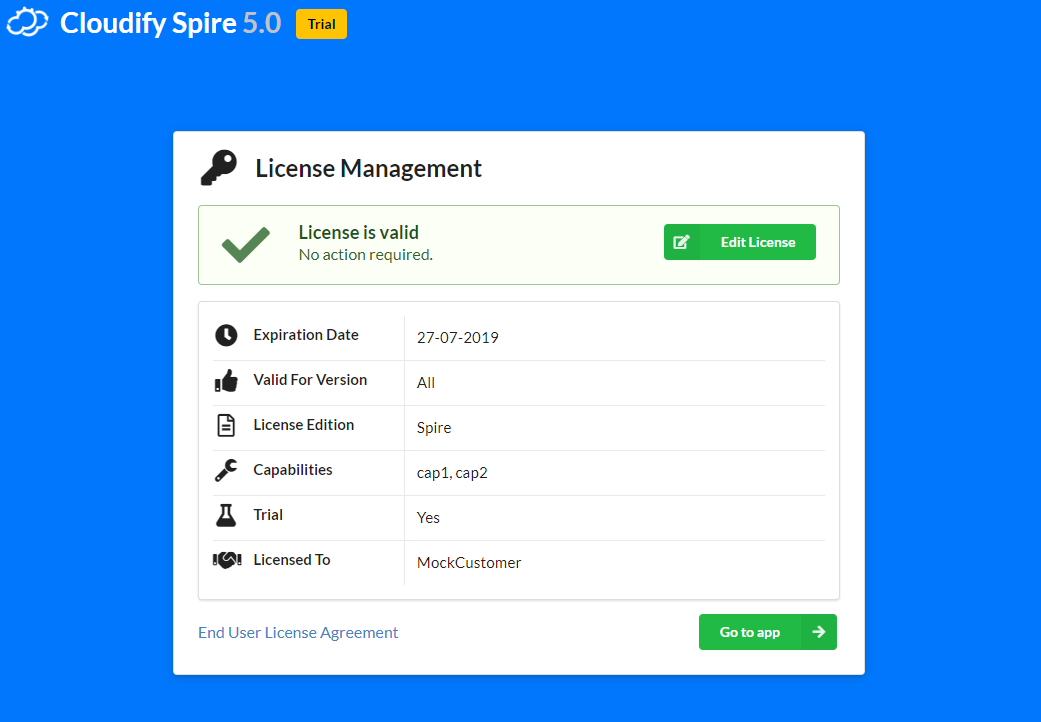 Cloudify Spire 5.0 Trial
License Management
License is valid
No action required.
Edit License
Expiration Date 27-07-2019
Valid For Version All
License Edition Spire
Capabilities cap1, cap2
Trial Yes
Licensed To MockCustomer
End User License Agreement Go to app